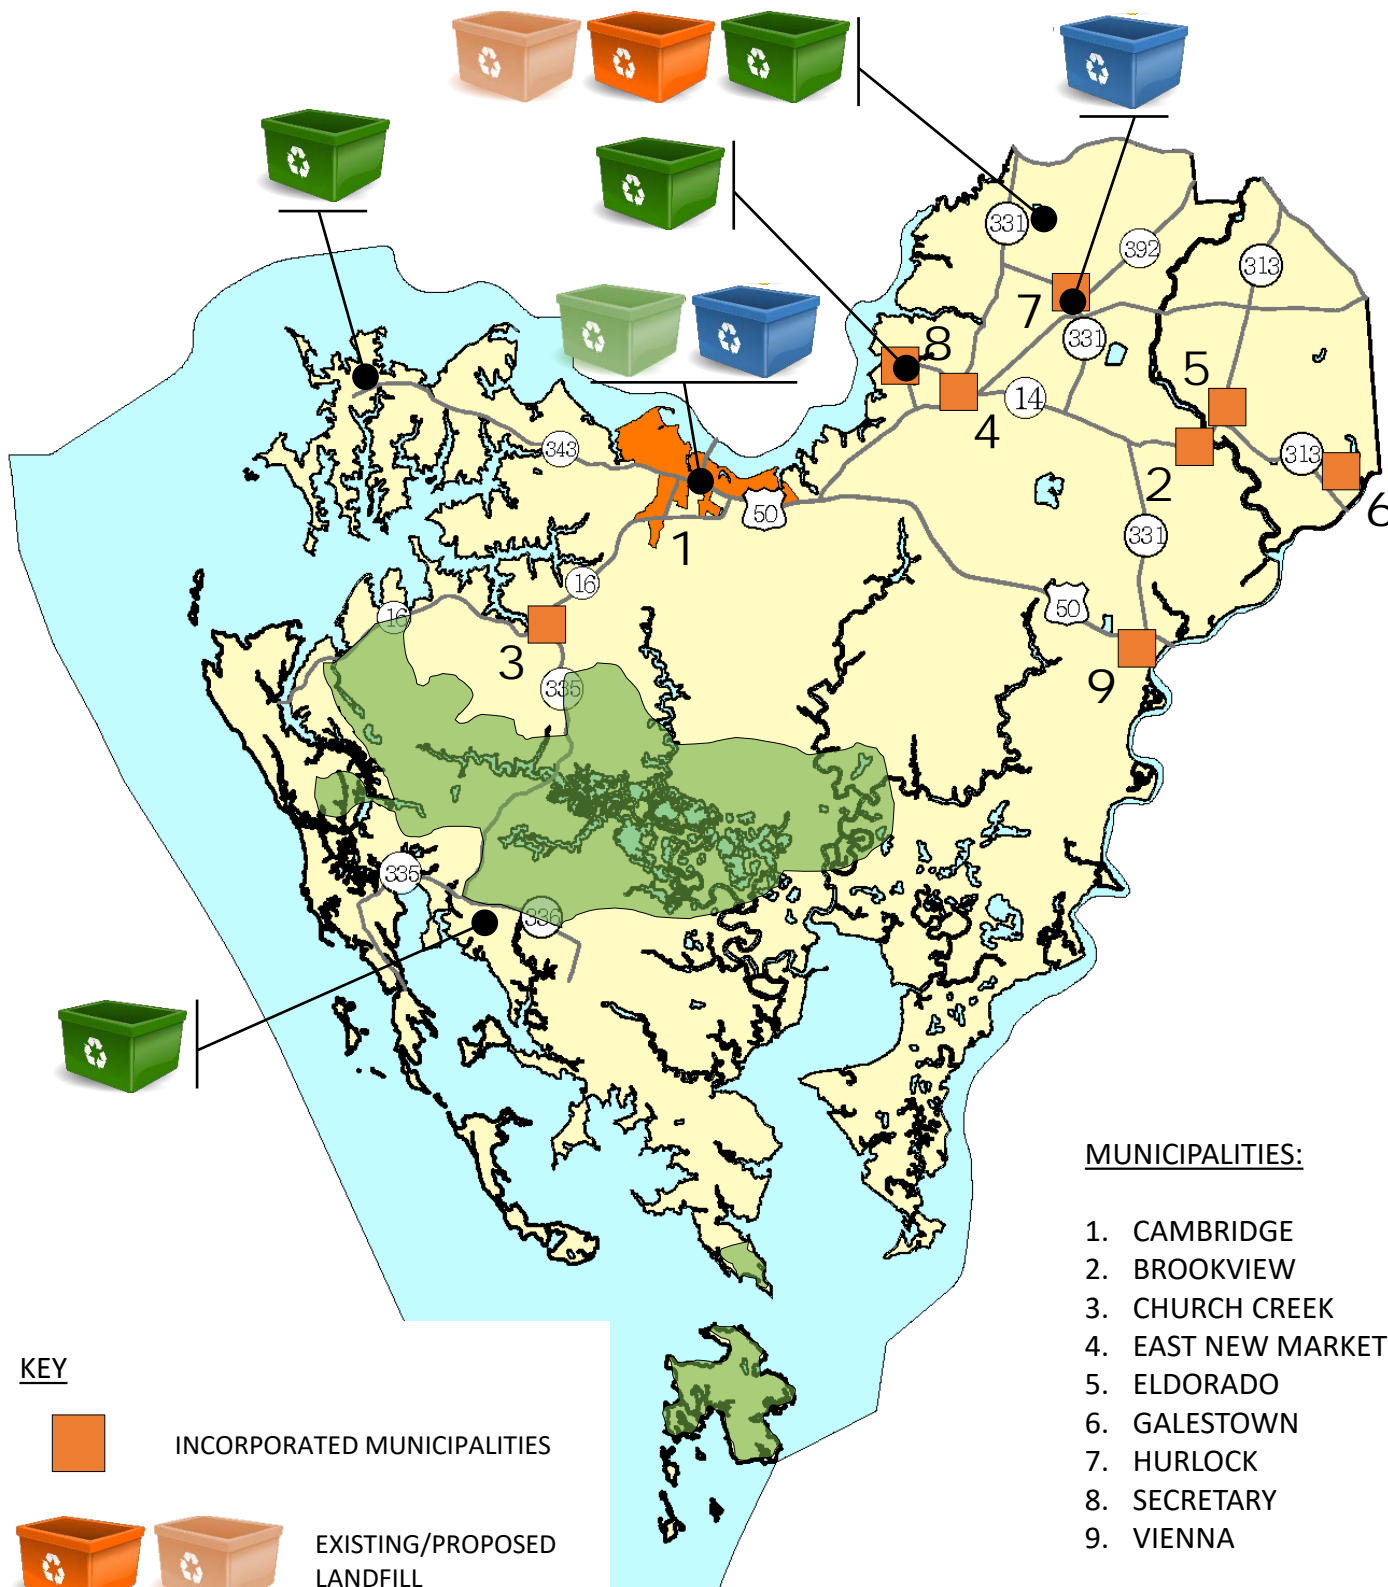 331
392
313
7
8
331
5
14
4
343
313
2
50
6
1
331
16
50
16
3
335
9
335
336
MUNICIPALITIES:
1. CAMBRIDGE
2. BROOKVIEW
3. CHURCH CREEK
4. EAST NEW MARKET
5. ELDORADO
6. GALESTOWN
7. HURLOCK
8. SECRETARY
9. VIENNA
KEY
INCORPORATED MUNICIPALITIES
EXISTING/PROPOSED
LANDFILL